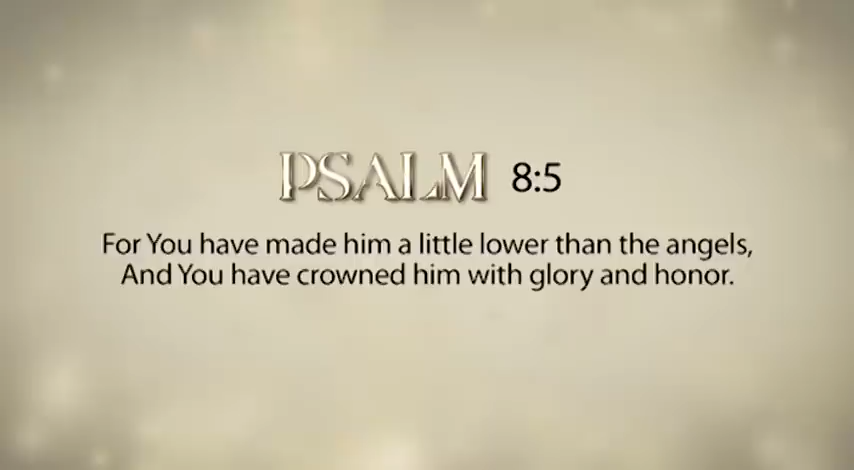 PSALM 8:5
For You have made him a little lower than the angels,
And You have crowned him with glory and honor.